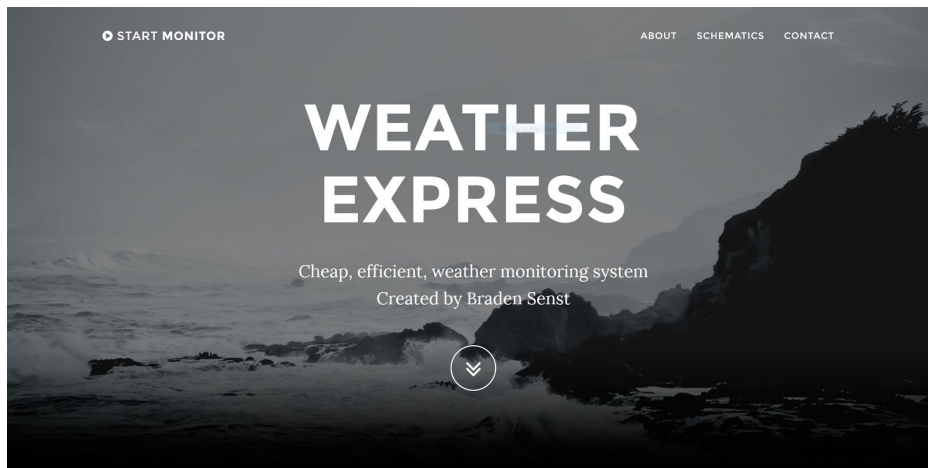 START MONITOR
ABOUT SCHEMATICS CONTACT
WEATHER
EXPRESS
Cheap, efficient, weather monitoring system
Created by Braden Senst